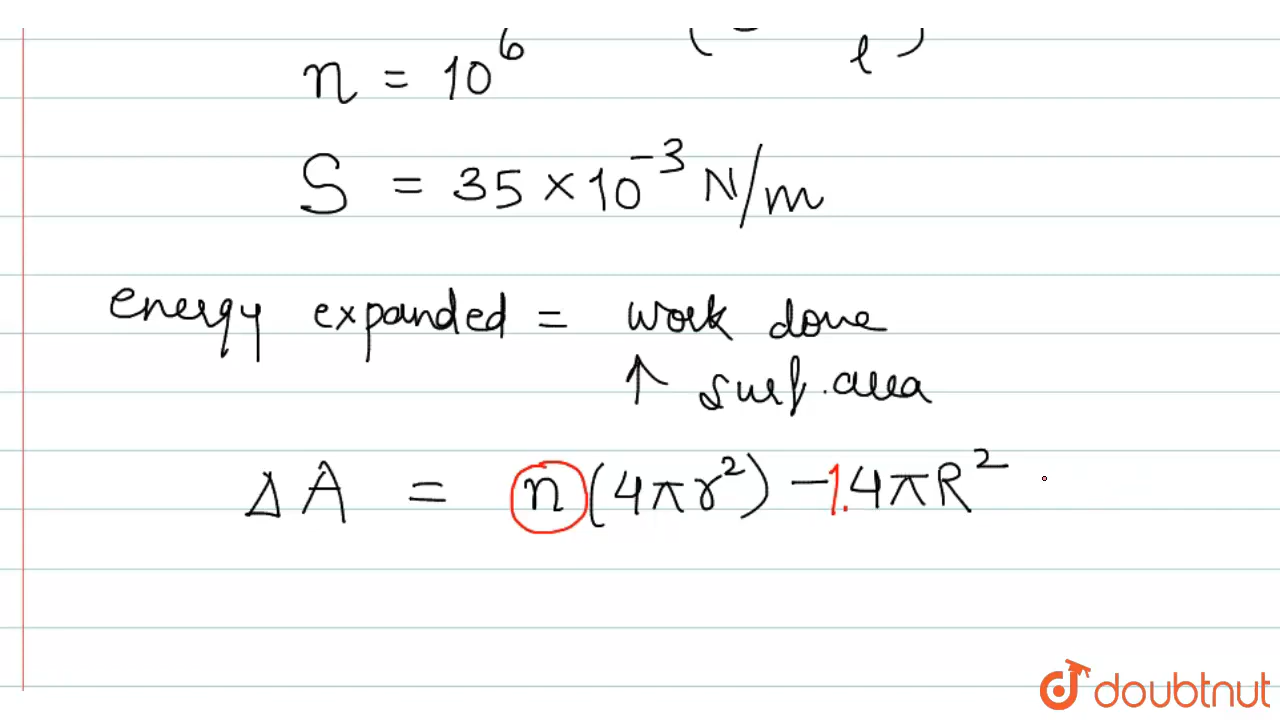 n = 10^6
S = 35 × 10^-3 N/m
energy expanded = work done
↑ surf. area
ΔA = n(4πr²) - 1.4πR²
doubtnut